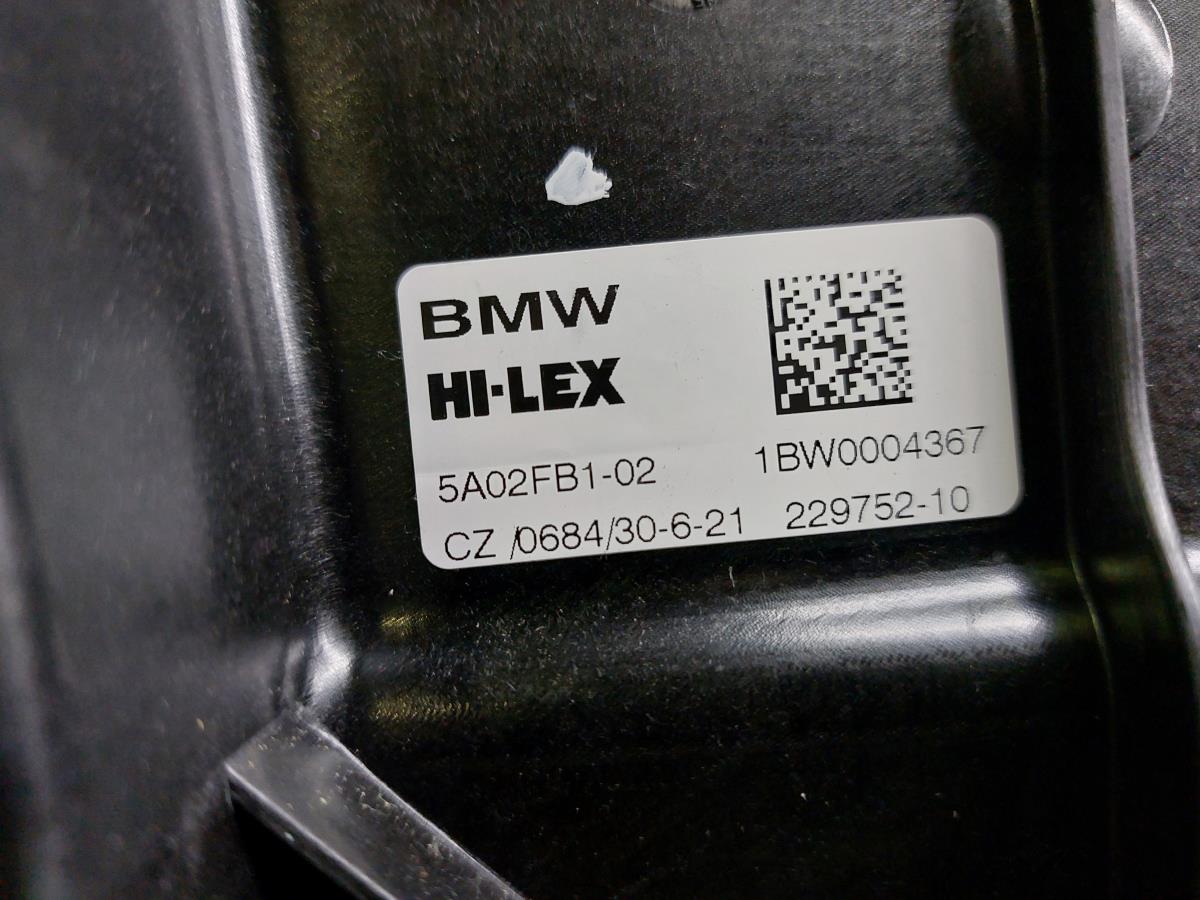 BMW
HI-LEX
5A02FB1-02 1BW0004367
CZ /0684/30-6-21 229752-10